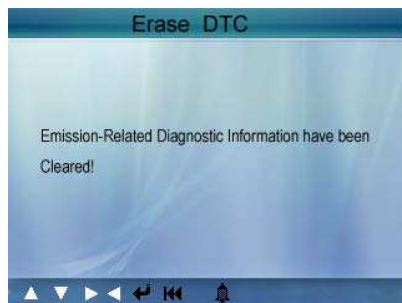 Erase DTC
Emission-Related Diagnostic Information have been
Cleared!